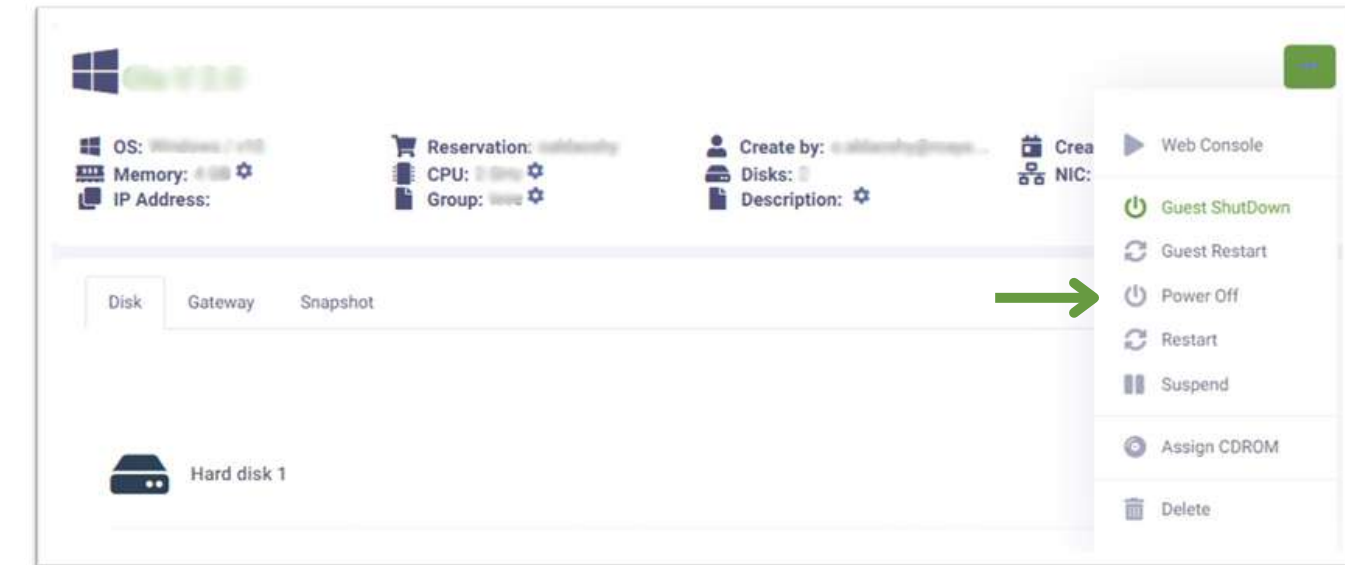 OS:
Reservation:
Create by:
Crea
Memory:
CPU:
Disks:
NIC:
IP Address:
Group:
Description:
Web Console
Guest ShutDown
Guest Restart
Power Off
Restart
Suspend
Assign CDROM
Delete
Disk Gateway Snapshot
Hard disk 1